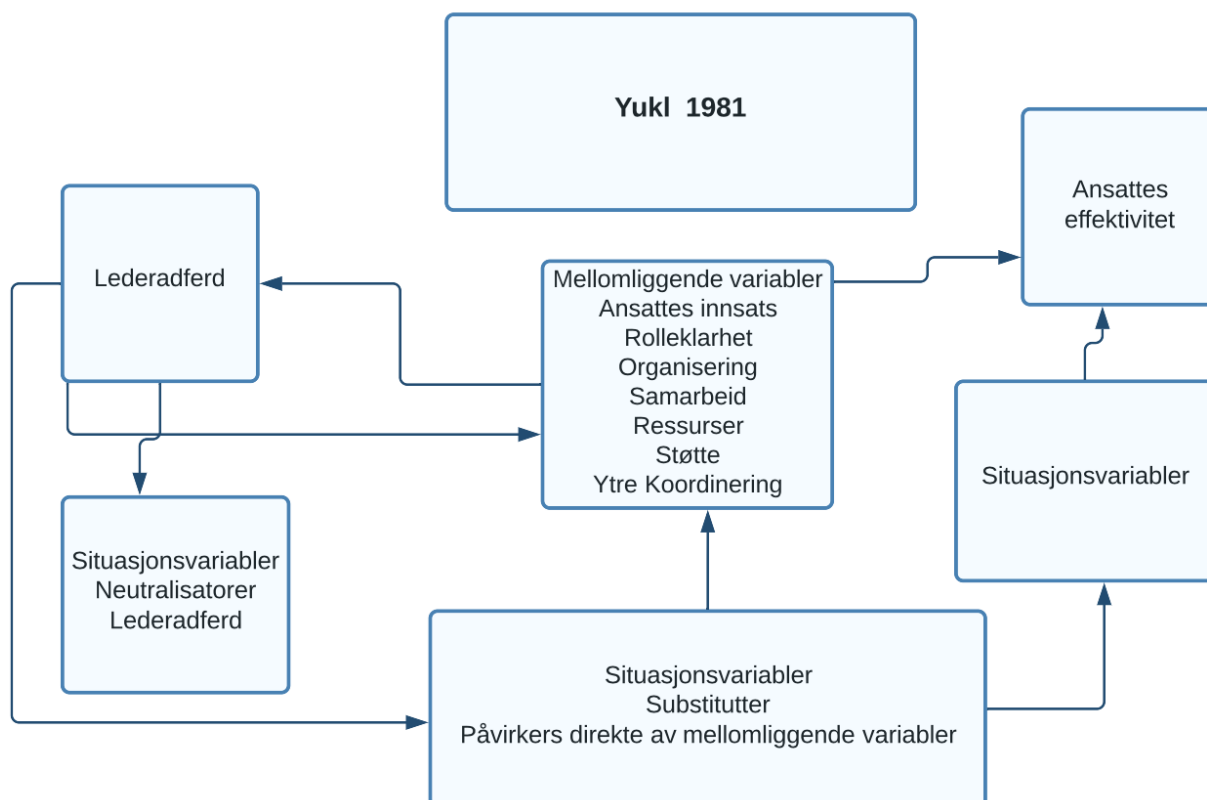 Yukl 1981
Ansattes
effektivitet
Lederadferd
Mellomliggende variabler
Ansattes innsats
Rolleklarhet
Organisering
Samarbeid
Ressurser
Støtte
Ytre Koordinering
Situasjonsvariabler
Situasjonsvariabler
Neutralisatorer
Lederadferd
Situasjonsvariabler
Substitutter
Påvirkers direkte av mellomliggende variabler